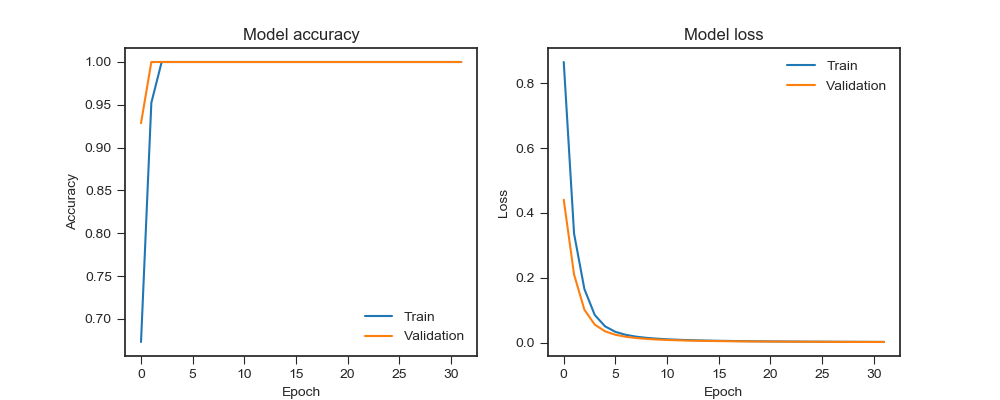 Model accuracy
Accuracy
1.00
0.95
0.90
0.85
0.80
0.75
0.70
0 5 10 15 20 25 30
Epoch
Train
Validation
Model loss
Loss
0.8
0.6
0.4
0.2
0.0
0 5 10 15 20 25 30
Epoch
Train
Validation